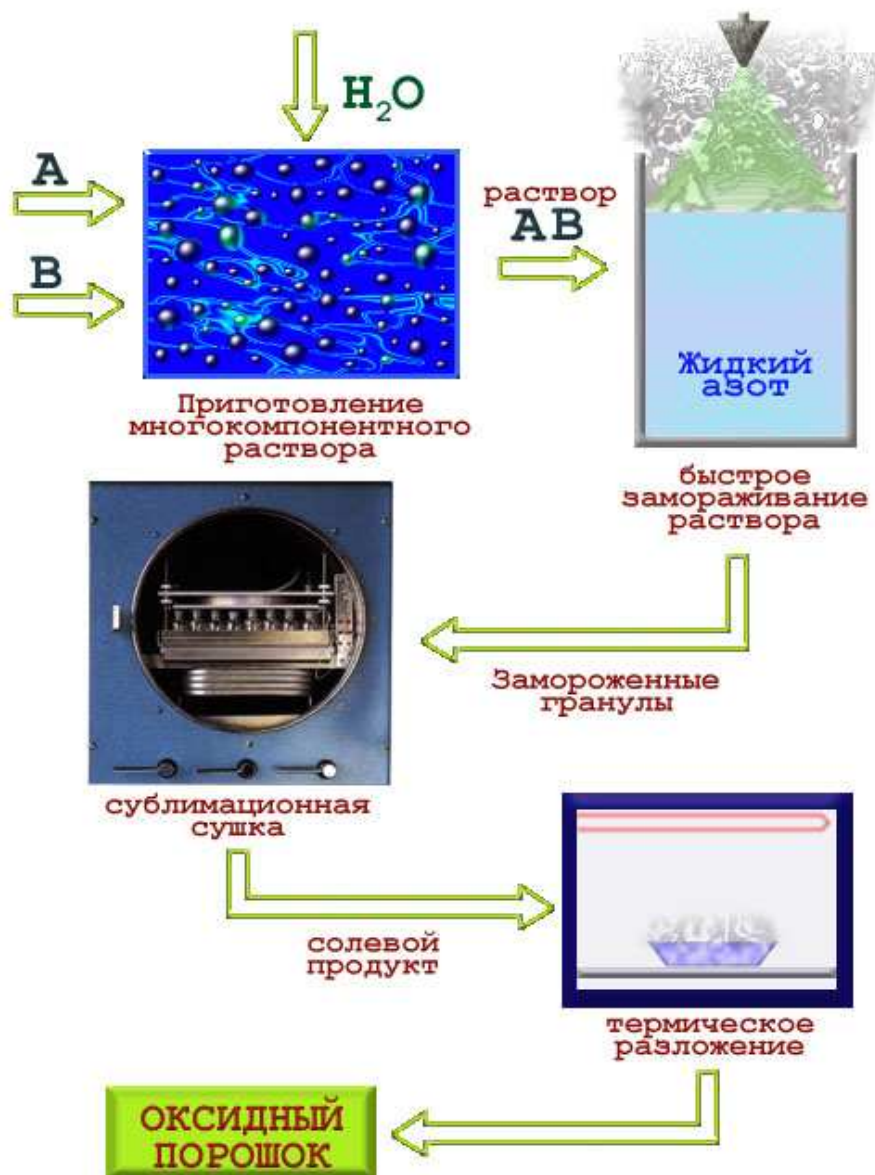 H₂O
A
B
раствор
AB
Жидкий
азот
Приготовление
многокомпонентного
раствора
быстрое
замораживание
раствора
Замороженные
гранулы
сублимационная
сушка
солевой
продукт
термическое
разложение
ОКСИДНЫЙ
ПОРОШОК